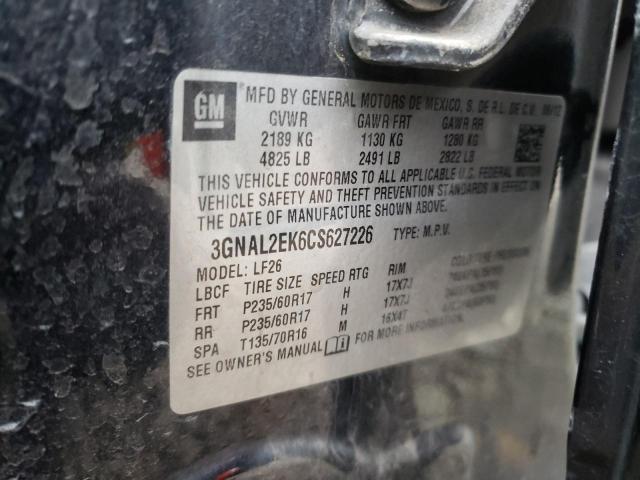 GM
MFD BY GENERAL MOTORS DE MEXICO, S. DE R.L. DE C.V.
GVWR GAWR FRT GAWR RR
2189 KG 1130 KG 1280 KG
4825 LB 2491 LB 2822 LB
THIS VEHICLE CONFORMS TO ALL APPLICABLE U.S. FEDERAL MOTOR
VEHICLE SAFETY AND THEFT PREVENTION STANDARDS IN EFFECT ON
THE DATE OF MANUFACTURE SHOWN ABOVE.
3GNAL2EK6CS627226 TYPE: M.P.V.
MODEL: LF26
LBCF TIRE SIZE SPEED RTG RIM COLD TIRE PRESSURE
FRT P235/60R17 H 17X7J
RR P235/60R17 H 17X7J
SPA T135/70R16 M 16X4T
SEE OWNER'S MANUAL FOR MORE INFORMATION.